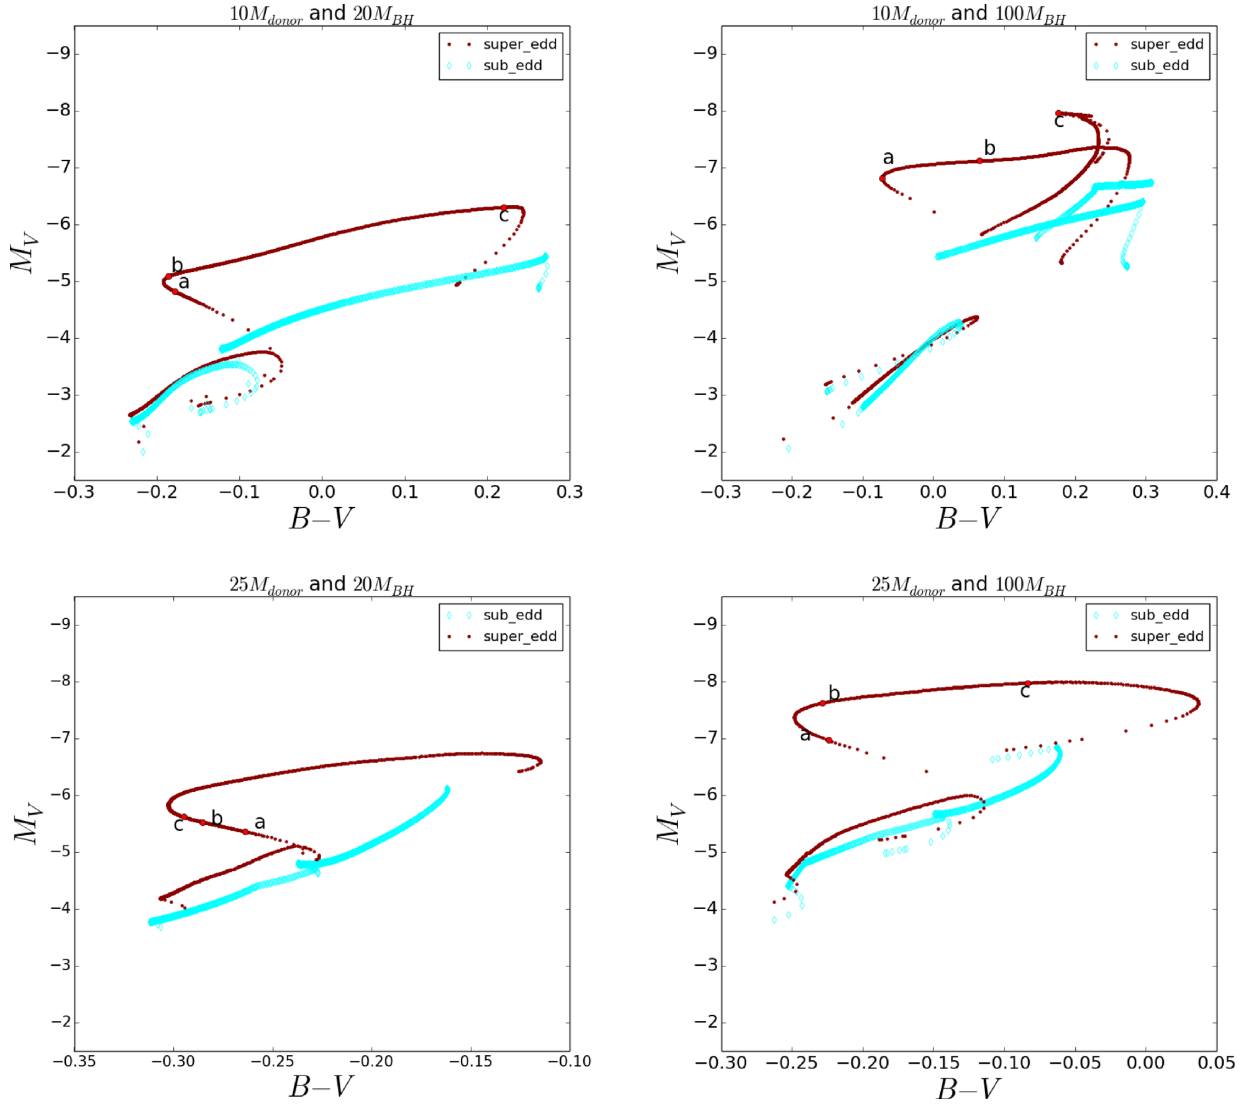 10M_donor and 20M_BH
−9
−8
−7
−6
−5
−4
−3
−2
M_V
super_edd
sub_edd
a
b
c
−0.3
−0.2
−0.1
0.0
0.1
0.2
0.3
B−V
10M_donor and 100M_BH
−9
−8
−7
−6
−5
−4
−3
−2
M_V
super_edd
sub_edd
a
b
c
−0.3
−0.2
−0.1
0.0
0.1
0.2
0.3
0.4
B−V
25M_donor and 20M_BH
−9
−8
−7
−6
−5
−4
−3
−2
M_V
sub_edd
super_edd
c
b
a
−0.35
−0.30
−0.25
−0.20
−0.15
−0.10
B−V
25M_donor and 100M_BH
−9
−8
−7
−6
−5
−4
−3
−2
M_V
sub_edd
super_edd
a
b
c
−0.30
−0.25
−0.20
−0.15
−0.10
−0.05
0.00
0.05
B−V